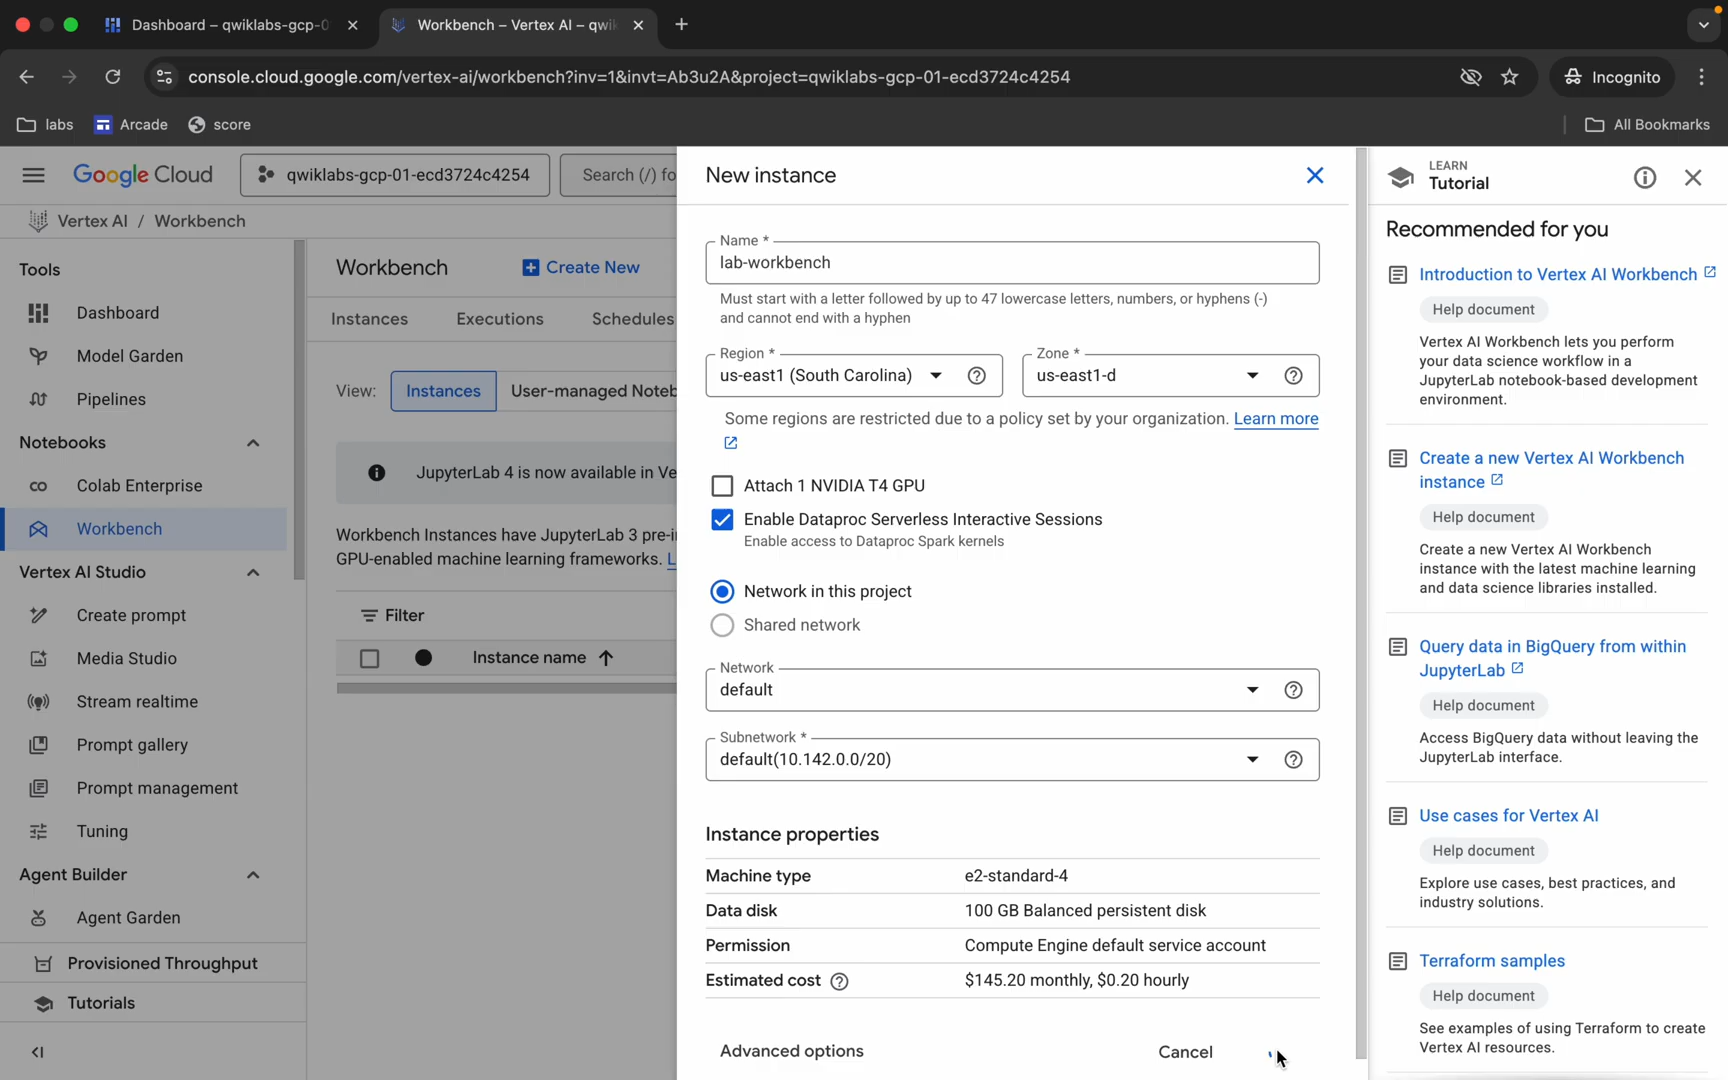 Dashboard – qwiklabs-gcp-0
Workbench – Vertex AI – qwi
console.cloud.google.com/vertex-ai/workbench?inv=1&invt=Ab3u2A&project=qwiklabs-gcp-01-ecd3724c4254
Incognito
labs
Arcade
score
All Bookmarks
Google Cloud
qwiklabs-gcp-01-ecd3724c4254
Search (/) fo
Vertex AI / Workbench
Tools
Dashboard
Model Garden
Pipelines
Notebooks
Colab Enterprise
Workbench
Vertex AI Studio
Create prompt
Media Studio
Stream realtime
Prompt gallery
Prompt management
Tuning
Agent Builder
Agent Garden
Provisioned Throughput
Tutorials
Workbench
Create New
Instances
Executions
Schedules
View:
Instances
User-managed Noteb
JupyterLab 4 is now available in Ve
Workbench Instances have JupyterLab 3 pre-i
GPU-enabled machine learning frameworks. L
Filter
Instance name
New instance
Name *
lab-workbench
Must start with a letter followed by up to 47 lowercase letters, numbers, or hyphens (-)
and cannot end with a hyphen
Region *
us-east1 (South Carolina)
Zone *
us-east1-d
Some regions are restricted due to a policy set by your organization. Learn more
Attach 1 NVIDIA T4 GPU
Enable Dataproc Serverless Interactive Sessions
Enable access to Dataproc Spark kernels
Network in this project
Shared network
Network
default
Subnetwork *
default(10.142.0.0/20)
Instance properties
Machine type e2-standard-4
Data disk 100 GB Balanced persistent disk
Permission Compute Engine default service account
Estimated cost $145.20 monthly, $0.20 hourly
Advanced options
Cancel
LEARN
Tutorial
Recommended for you
Introduction to Vertex AI Workbench
Help document
Vertex AI Workbench lets you perform
your data science workflow in a
JupyterLab notebook-based development
environment.
Create a new Vertex AI Workbench
instance
Help document
Create a new Vertex AI Workbench
instance with the latest machine learning
and data science libraries installed.
Query data in BigQuery from within
JupyterLab
Help document
Access BigQuery data without leaving the
JupyterLab interface.
Use cases for Vertex AI
Help document
Explore use cases, best practices, and
industry solutions.
Terraform samples
Help document
See examples of using Terraform to create
Vertex AI resources.